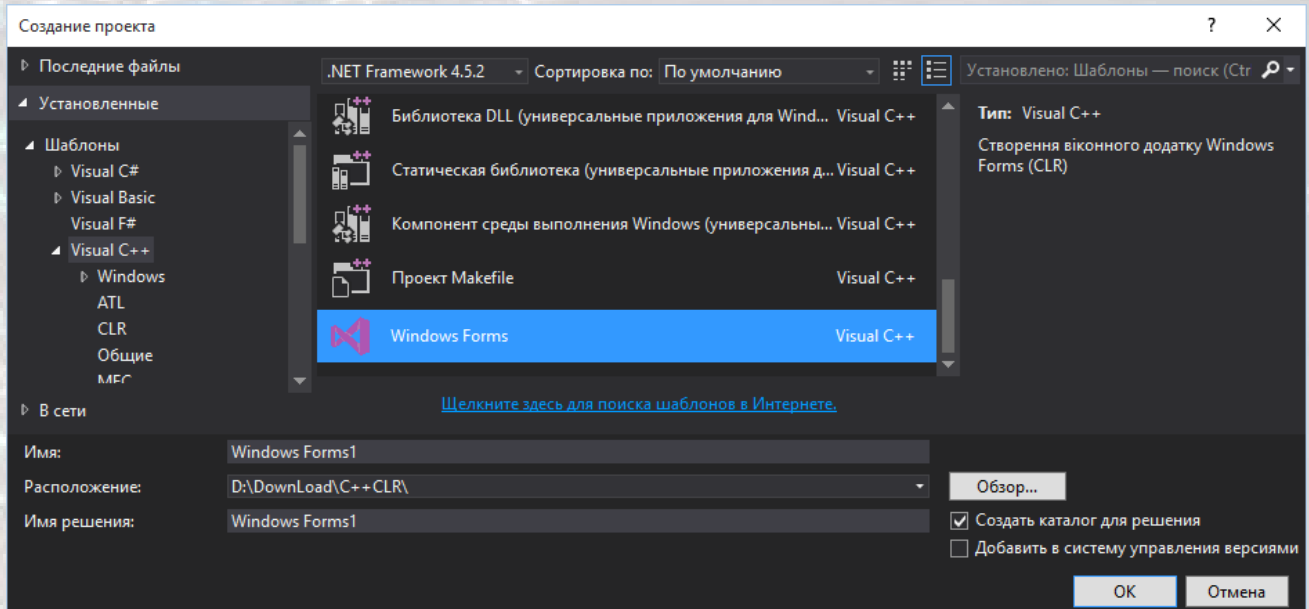 Создание проекта
?
Последние файлы
.NET Framework 4.5.2
Сортировка по:
По умолчанию
Установлено: Шаблоны — поиск (Ctr
Установленные
Шаблоны
Visual C#
Visual Basic
Visual F#
Visual C++
Windows
ATL
CLR
Общие
MFC
В сети
Библиотека DLL (универсальные приложения для Wind... Visual C++
Статическая библиотека (универсальные приложения д... Visual C++
Компонент среды выполнения Windows (универсальны... Visual C++
Проект Makefile Visual C++
Windows Forms Visual C++
Щелкните здесь для поиска шаблонов в Интернете.
Тип: Visual C++
Створення віконного додатку Windows
Forms (CLR)
Имя: Windows Forms1
Расположение: D:\DownLoad\C++CLR\
Обзор...
Имя решения: Windows Forms1
Создать каталог для решения
Добавить в систему управления версиями
OK
Отмена